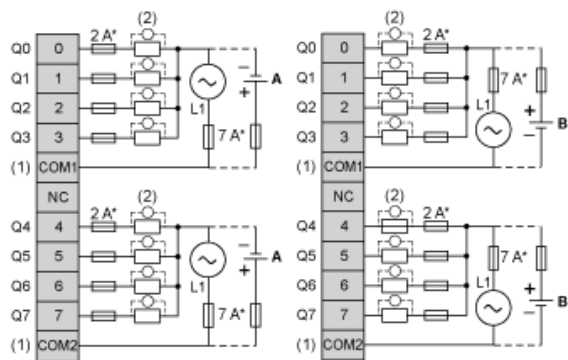 (2)
Q0 0 2 A*
Q1 1
Q2 2
Q3 3
(1) COM1
L1 7 A*
− + A
NC
(2)
Q4 4 2 A*
Q5 5
Q6 6
Q7 7
(1) COM2
L1 7 A*
− + A
(2)
Q0 0 2 A*
Q1 1
Q2 2
Q3 3
(1) COM1
7 A*
L1
+ − B
NC
(2)
Q4 4 2 A*
Q5 5
Q6 6
Q7 7
(1) COM2
7 A*
L1
+ − B